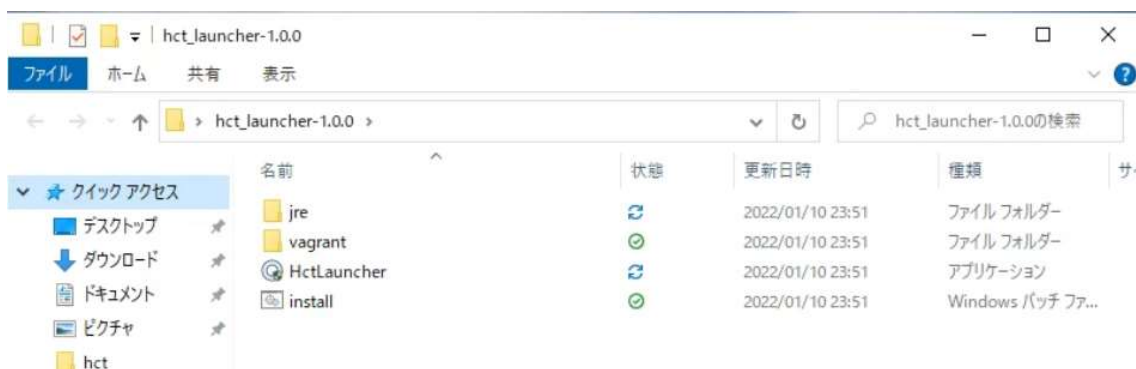 hct_launcher-1.0.0
ファイル ホーム 共有 表示
hct_launcher-1.0.0 hct_launcher-1.0.0の検索
名前 状態 更新日時 種類 サ
クイック アクセス
jre 2022/01/10 23:51 ファイル フォルダー
デスクトップ
vagrant 2022/01/10 23:51 ファイル フォルダー
ダウンロード
HctLauncher 2022/01/10 23:51 アプリケーション
ドキュメント
install 2022/01/10 23:51 Windows バッチ ファ...
ピクチャ
hct